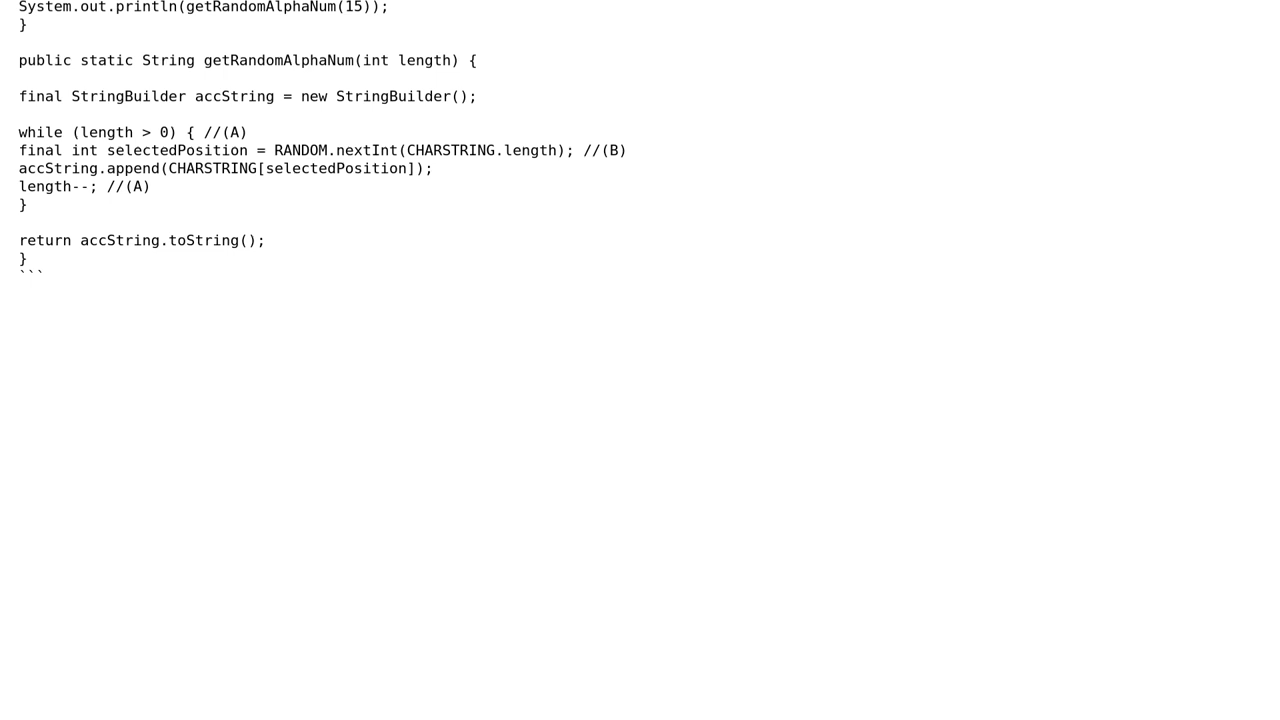 System.out.println(getRandomAlphaNum(15));
}
public static String getRandomAlphaNum(int length) {
final StringBuilder accString = new StringBuilder();
while (length > 0) { //(A)
final int selectedPosition = RANDOM.nextInt(CHARSTRING.length); //(B)
accString.append(CHARSTRING[selectedPosition]);
length--; //(A)
}
return accString.toString();
}
```